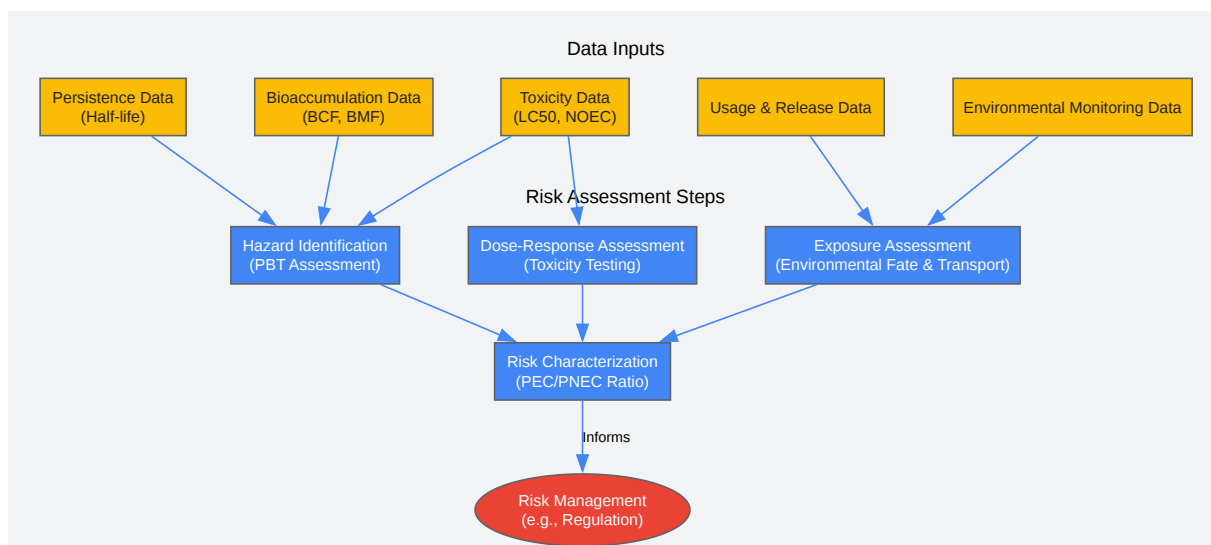 Data Inputs
Persistence Data
(Half-life)
Bioaccumulation Data
(BCF, BMF)
Toxicity Data
(LC50, NOEC)
Usage & Release Data
Environmental Monitoring Data
Risk Assessment Steps
Hazard Identification
(PBT Assessment)
Dose-Response Assessment
(Toxicity Testing)
Exposure Assessment
(Environmental Fate & Transport)
Risk Characterization
(PEC/PNEC Ratio)
Informs
Risk Management
(e.g., Regulation)